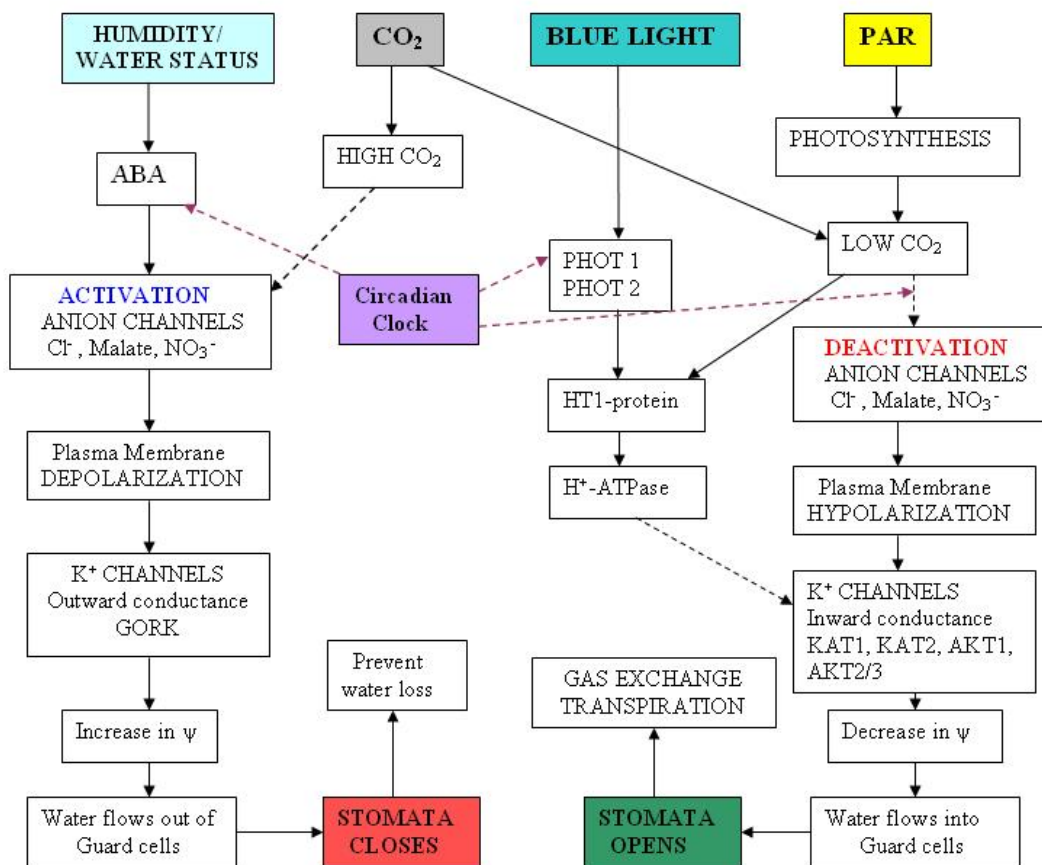 HUMIDITY/
WATER STATUS
CO₂
BLUE LIGHT
PAR
ABA
HIGH CO₂
PHOTOSYNTHESIS
LOW CO₂
PHOT 1
PHOT 2
Circadian
Clock
ACTIVATION
ANION CHANNELS
Cl⁻ , Malate, NO₃⁻
DEACTIVATION
ANION CHANNELS
Cl⁻ , Malate, NO₃⁻
HT1-protein
Plasma Membrane
DEPOLARIZATION
H⁺-ATPase
Plasma Membrane
HYPOLARIZATION
K⁺ CHANNELS
Outward conductance
GORK
K⁺ CHANNELS
Inward conductance
KAT1, KAT2, AKT1,
AKT2/3
Prevent
water loss
GAS EXCHANGE
TRANSPIRATION
Increase in ψ
Decrease in ψ
Water flows out of
Guard cells
STOMATA
CLOSES
STOMATA
OPENS
Water flows into
Guard cells